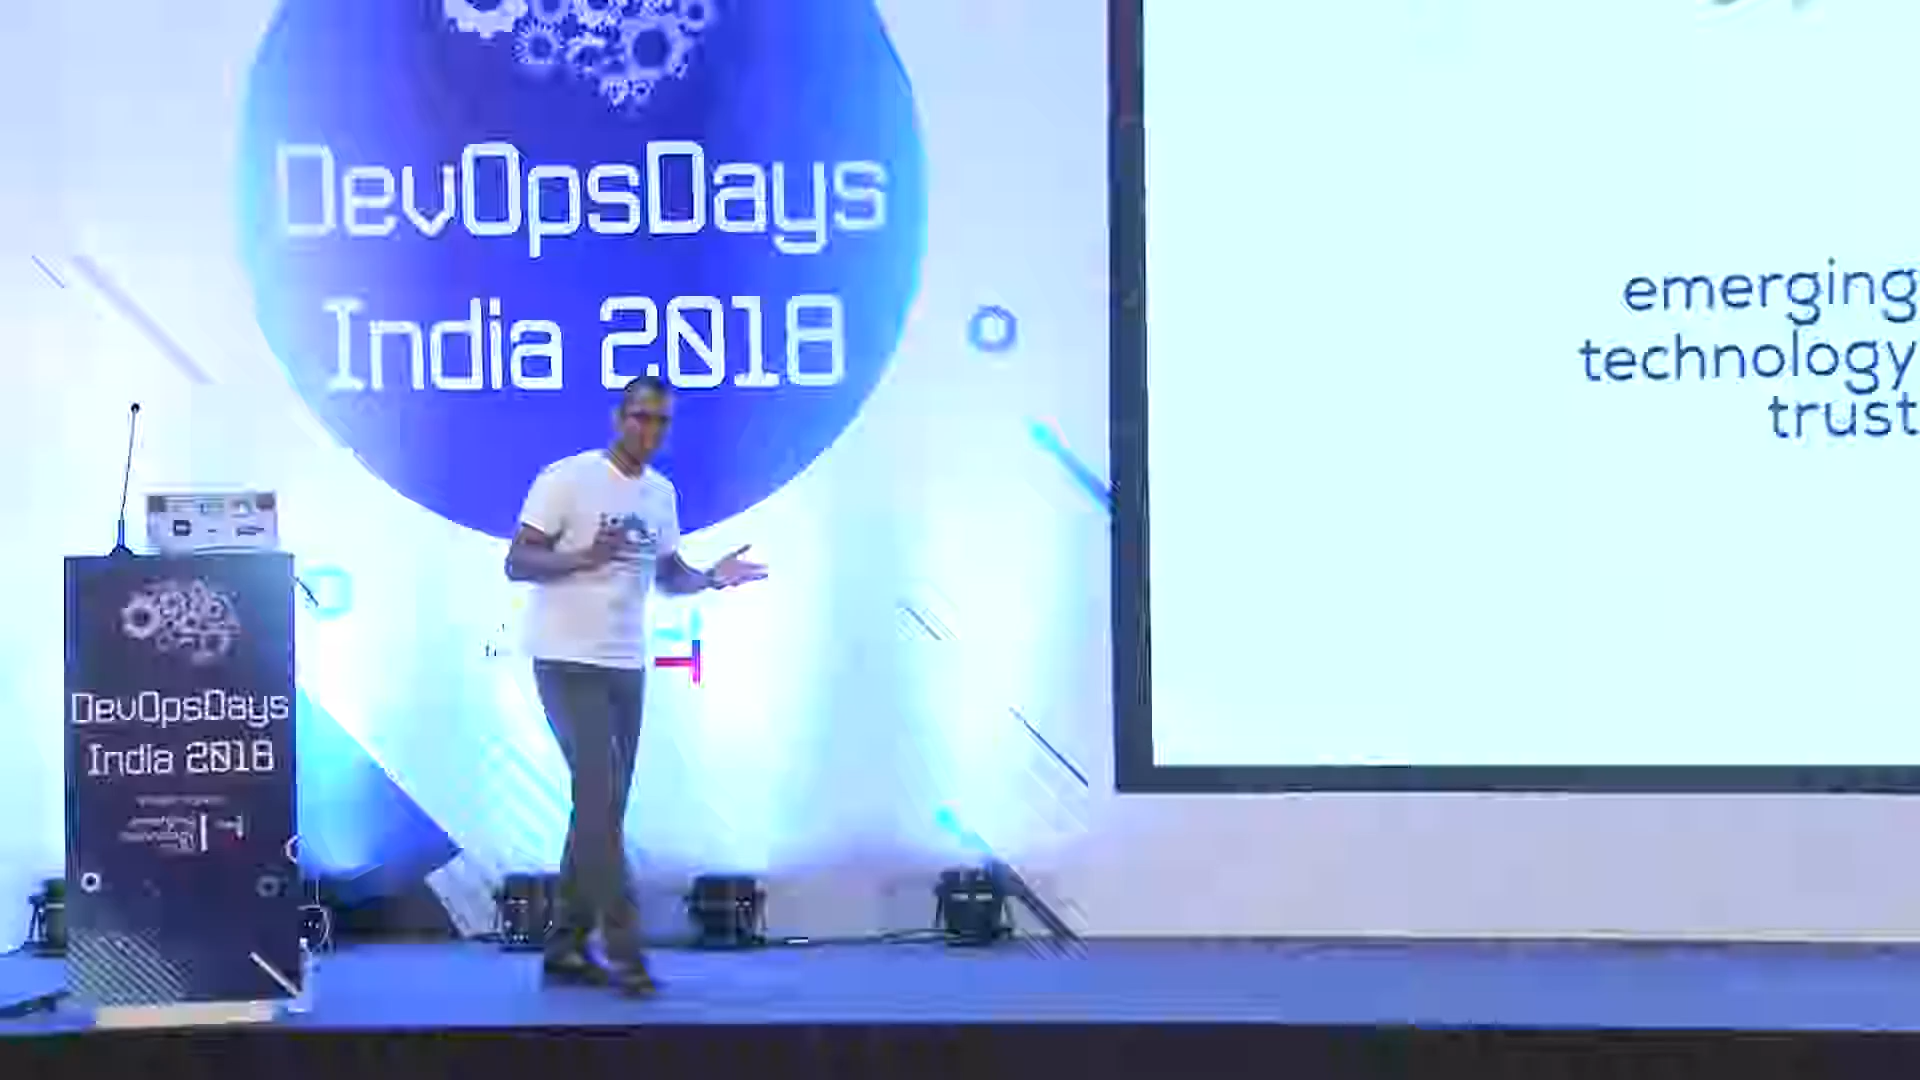 DevOpsDays
India 2018
emerging
technology
trust
DevOpsDays
India 2018